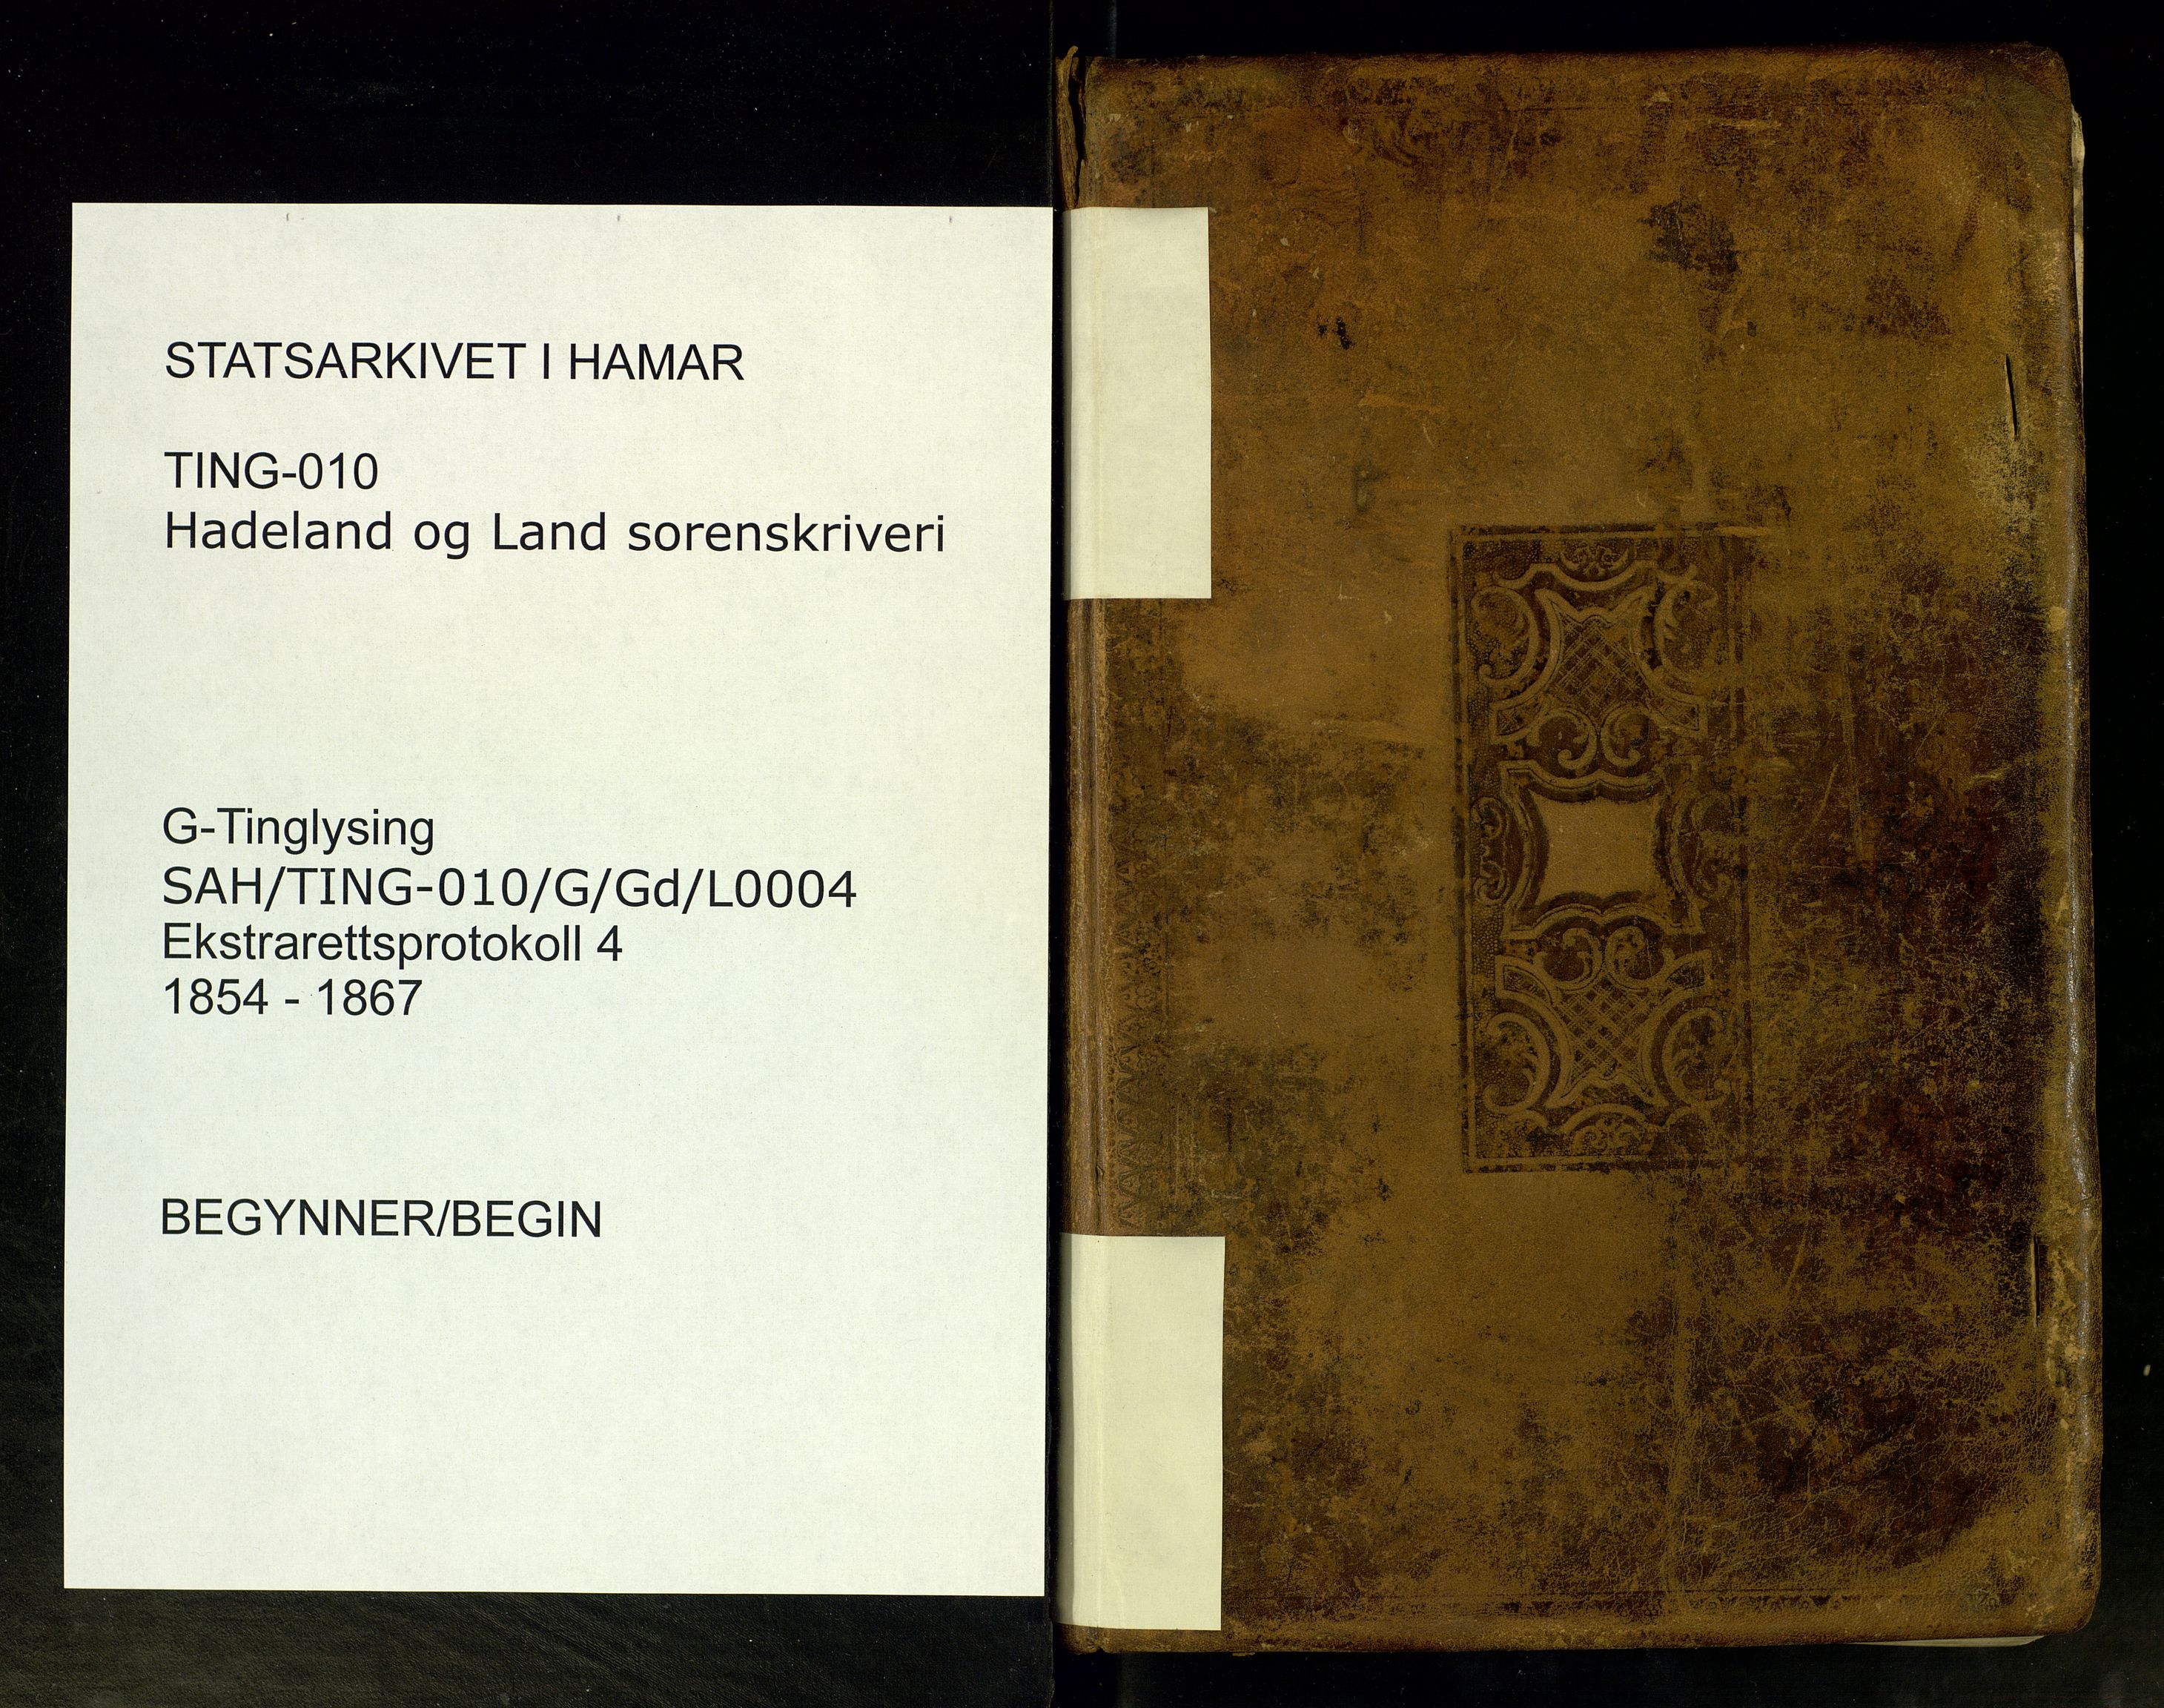 STATSARKIVET I HAMAR
TING-010
Hadeland og Land sorenskriveri
G-Tinglysing
SAH/TING-010/G/Gd/L0004
Ekstrarettsprotokoll 4
1854 - 1867
BEGYNNER/BEGIN